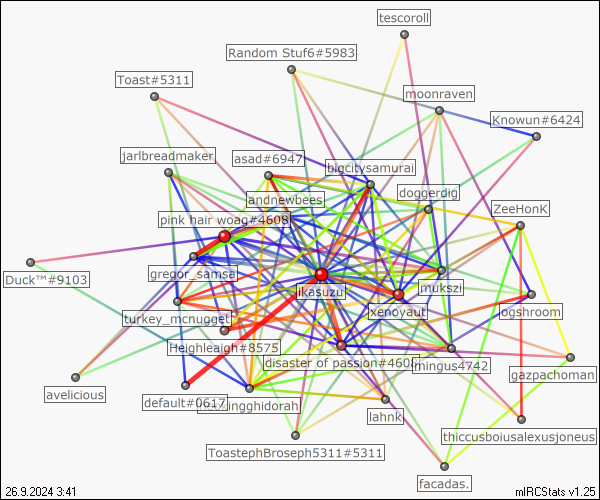 tescoroll
Random Stuf6#5983
Toast#5311
moonraven
Knowun#6424
jarlbreadmaker
asad#6947
bigcitysamurai
andnewbees
doggerdig
pink hair woag#4608
ZeeHonK
gregor_samsa
Duck™#9103
ikasuzu
mukszi
xenoyaut
ogshroom
turkey_mcnugget
Heighleaigh#8575
disaster of passion#460
mingus4742
gazpachoman
avelicious
default#0617
ingghidorah
lahnk
thiccusboiusalexusjoneus
ToastephBroseph5311#5311
facadas.
26.9.2024 3:41
mIRCStats v1.25